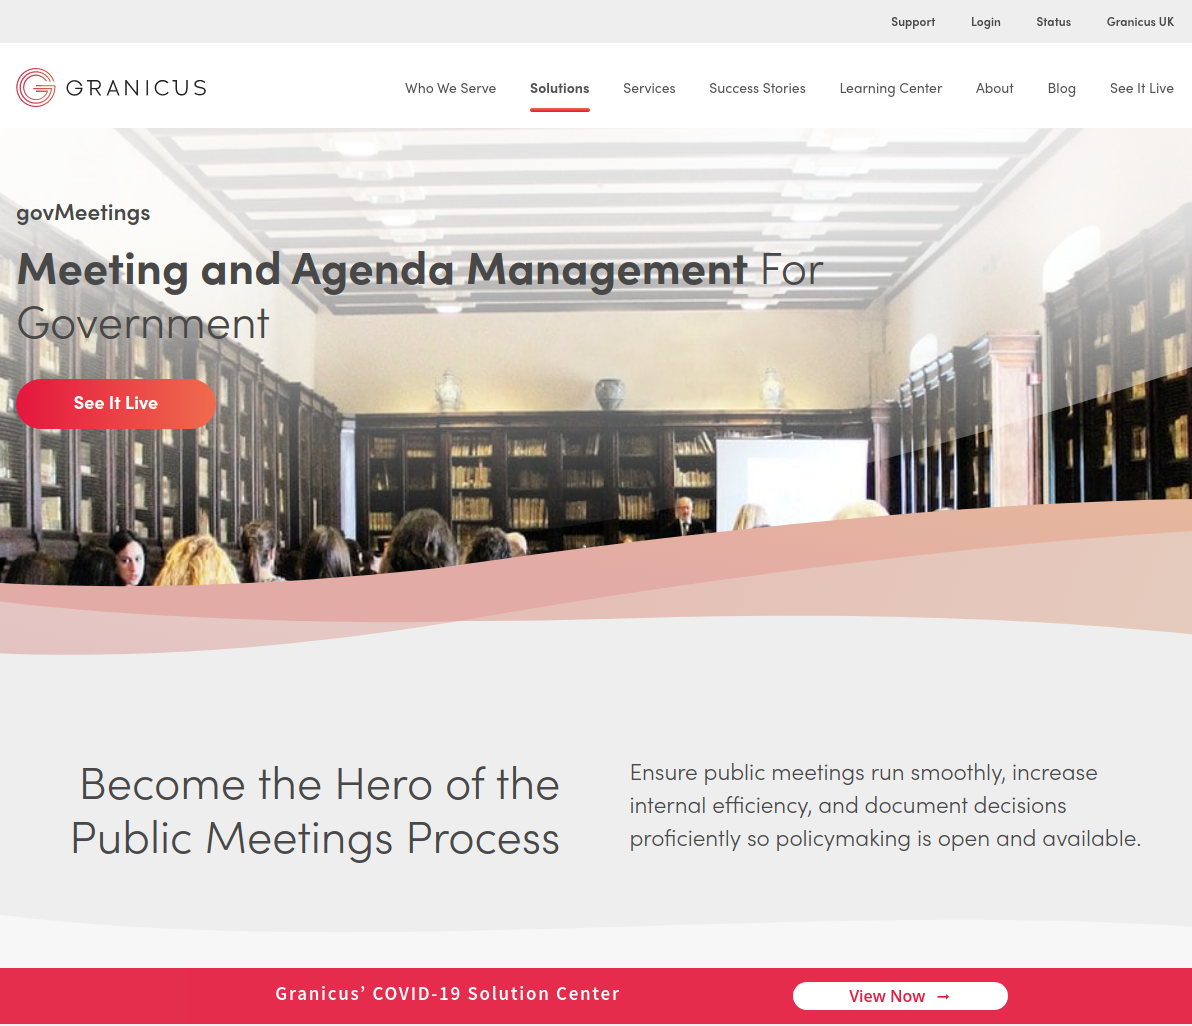 Support Login Status Granicus UK
GRANICUS
Who We Serve Solutions Services Success Stories Learning Center About Blog See It Live
govMeetings
Meeting and Agenda Management For
Government
See It Live
Become the Hero of the
Public Meetings Process
Ensure public meetings run smoothly, increase
internal efficiency, and document decisions
proficiently so policymaking is open and available.
Granicus’ COVID-19 Solution Center
View Now →